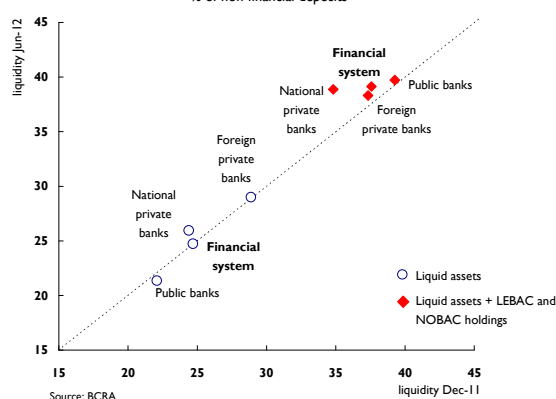 % of non-financial deposits
liquidity Jun-12
45
40
35
30
25
20
15
Financial
system
Public banks
National
private
banks
Foreign
private banks
Foreign
private
banks
National
private
banks
Financial
system
Public banks
Liquid assets
Liquid assets + LEBAC and
NOBAC holdings
15 20 25 30 35 40 45
liquidity Dec-11
Source: BCRA